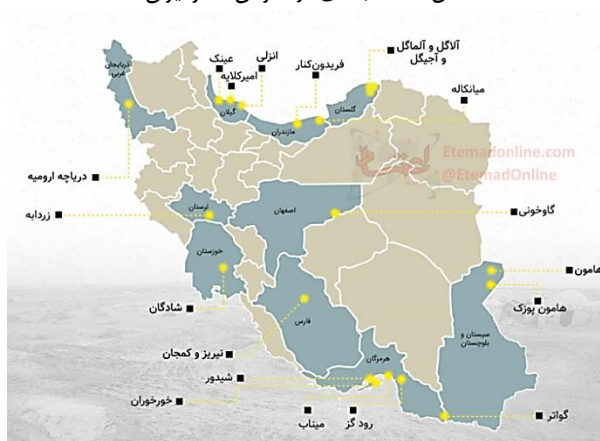 آلاگل و آلماگل
و آجیگل
انزلی
عینک
امیرکلایه
فریدون‌کنار
میانکاله
آذربایجان
غربی
گیلان
مازندران
گلستان
Etemadonline.com
@EtemadOnline
دریاچه ارومیه
زردابه
لرستان
اصفهان
گاوخونی
خوزستان
هامون
هامون پوزک
شادگان
فارس
سیستان و
بلوچستان
نیریز و کمجان
هرمزگان
شیدور
خورخوران
میناب
رود گز
گواتر